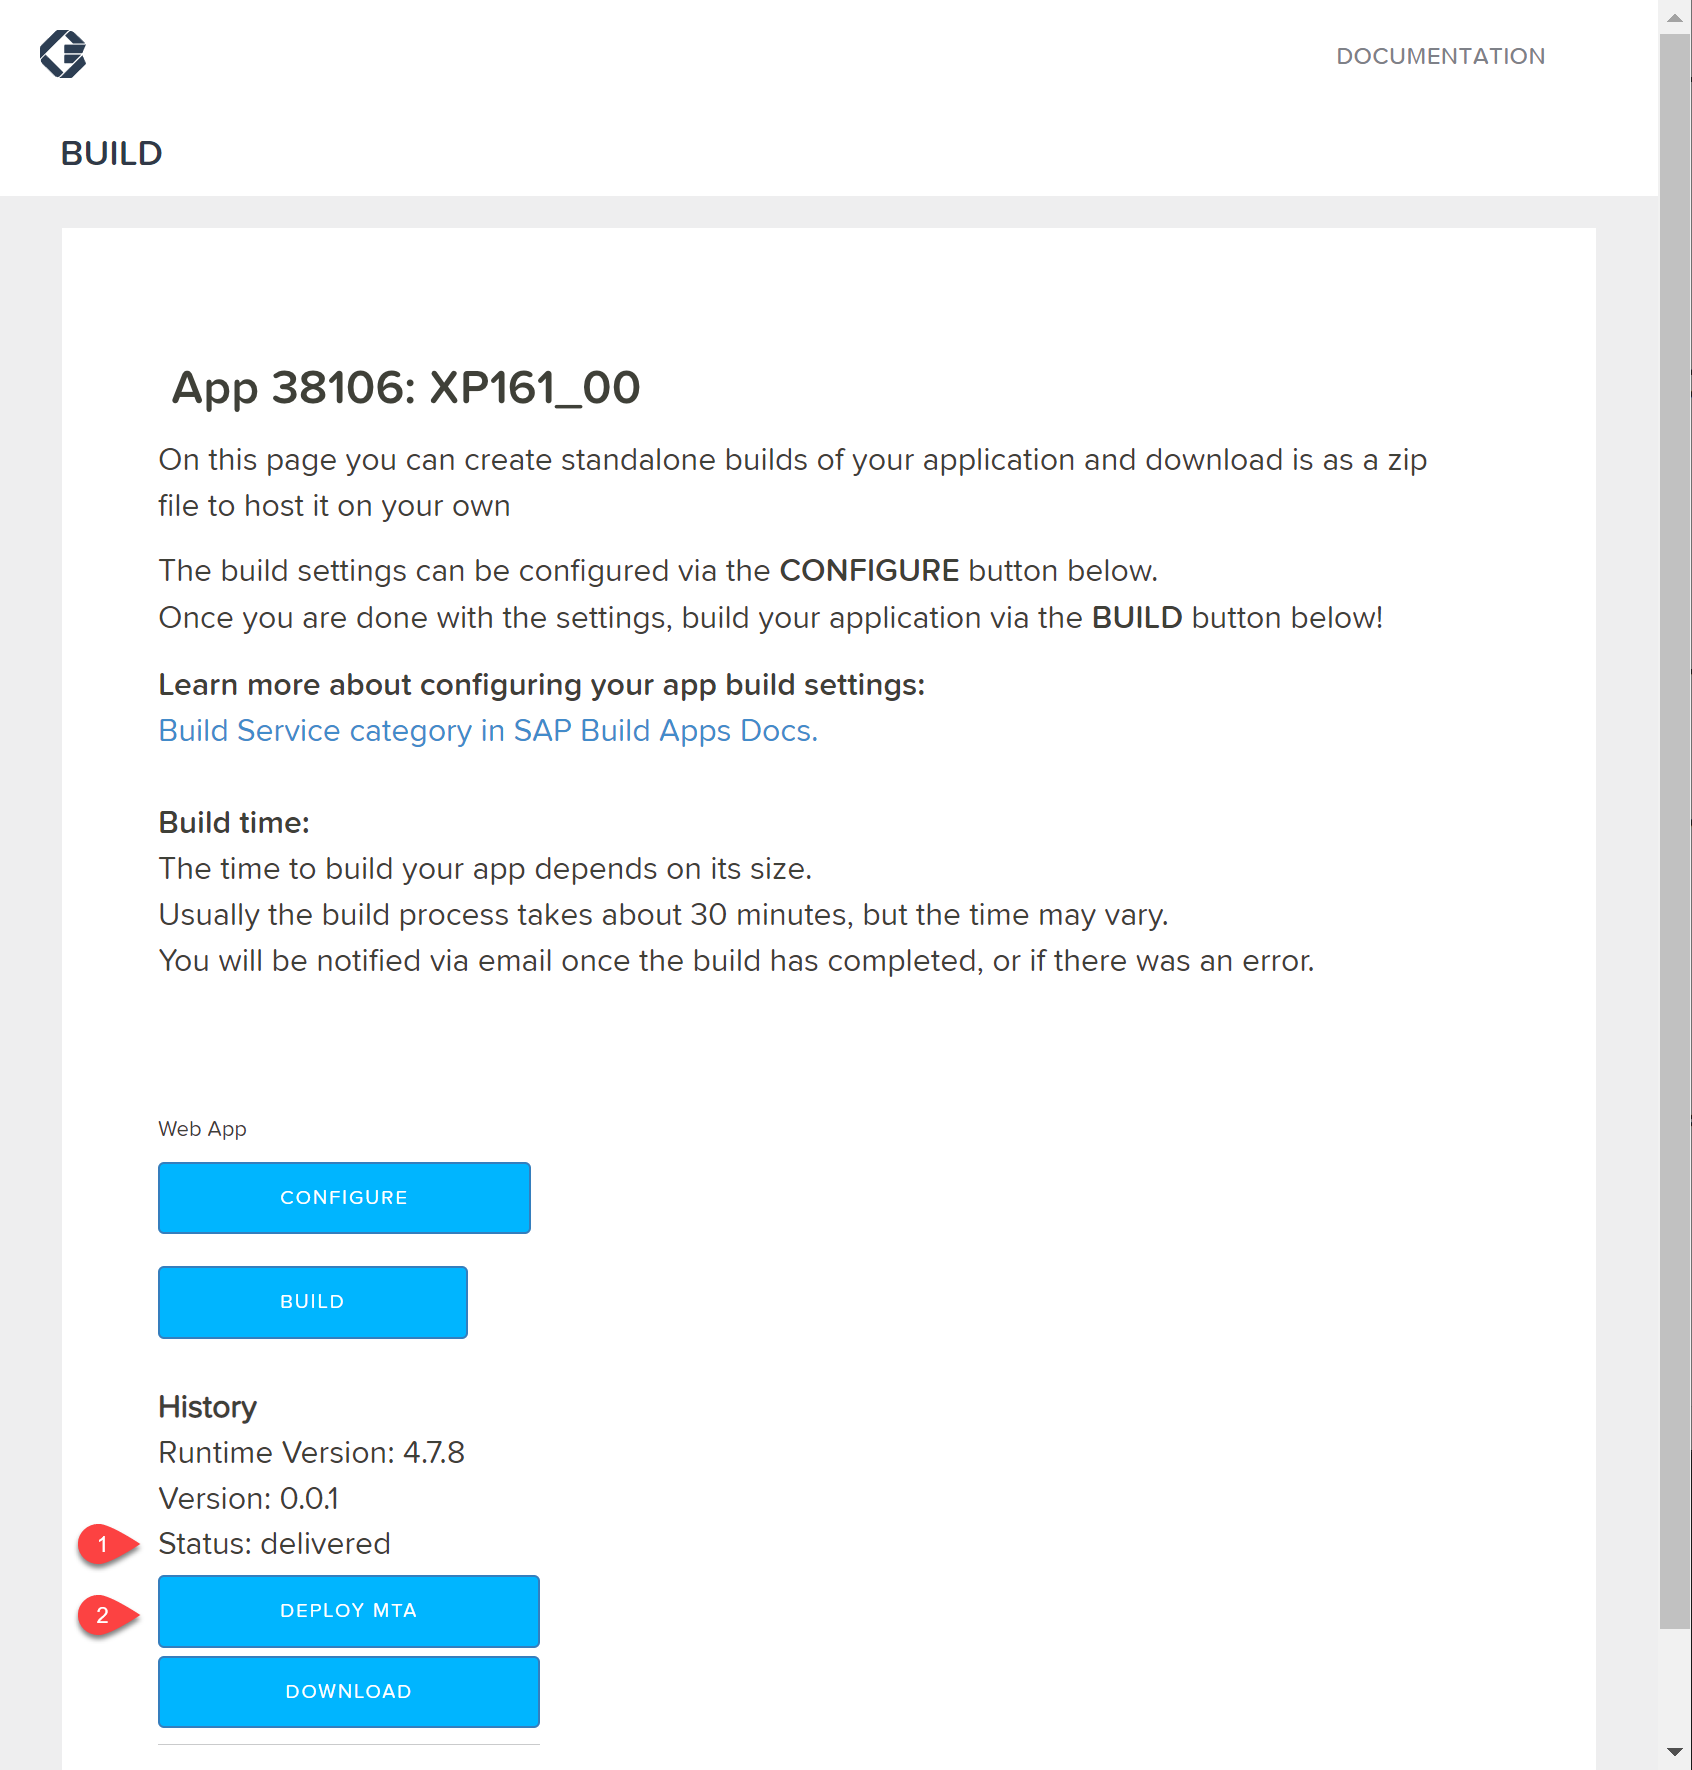 DOCUMENTATION
BUILD
App 38106: XP161_00
On this page you can create standalone builds of your application and download is as a zip
file to host it on your own
The build settings can be configured via the CONFIGURE button below.
Once you are done with the settings, build your application via the BUILD button below!
Learn more about configuring your app build settings:
Build Service category in SAP Build Apps Docs.
Build time:
The time to build your app depends on its size.
Usually the build process takes about 30 minutes, but the time may vary.
You will be notified via email once the build has completed, or if there was an error.
Web App
CONFIGURE
BUILD
History
Runtime Version: 4.7.8
Version: 0.0.1
1 Status: delivered
2 DEPLOY MTA
DOWNLOAD